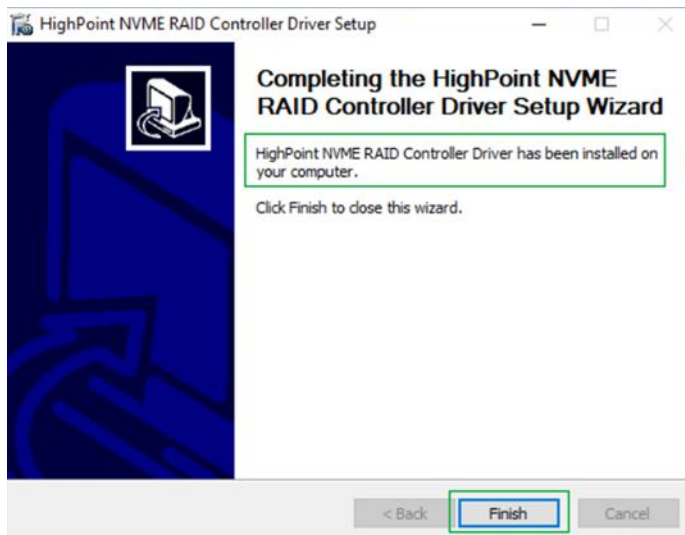 HighPoint NVME RAID Controller Driver Setup
Completing the HighPoint NVME
RAID Controller Driver Setup Wizard
HighPoint NVME RAID Controller Driver has been installed on
your computer.
Click Finish to close this wizard.
< Back
Finish
Cancel